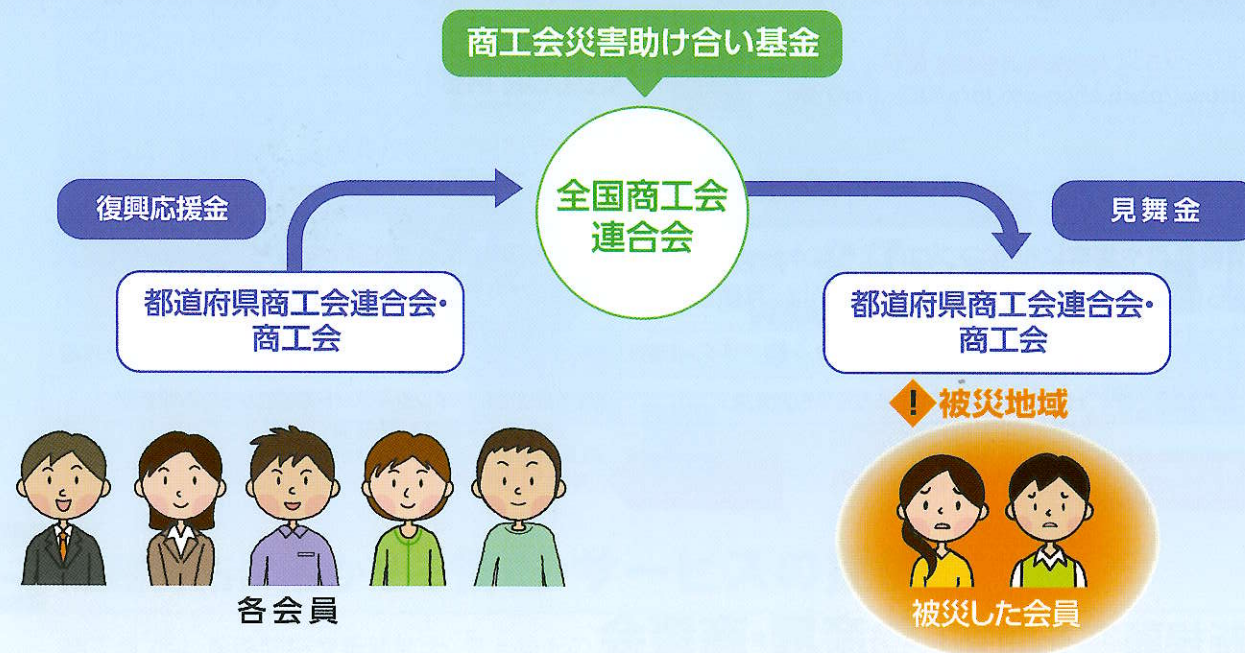 商工会災害助け合い基金
全国商工会
連合会
復興応援金
見舞金
都道府県商工会連合会・
商工会
都道府県商工会連合会・
商工会
!
被災地域
各会員
被災した会員